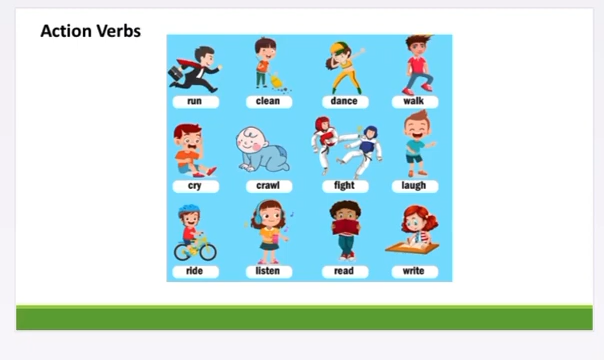 Action Verbs
run clean dance walk
cry crawl fight laugh
ride listen read write